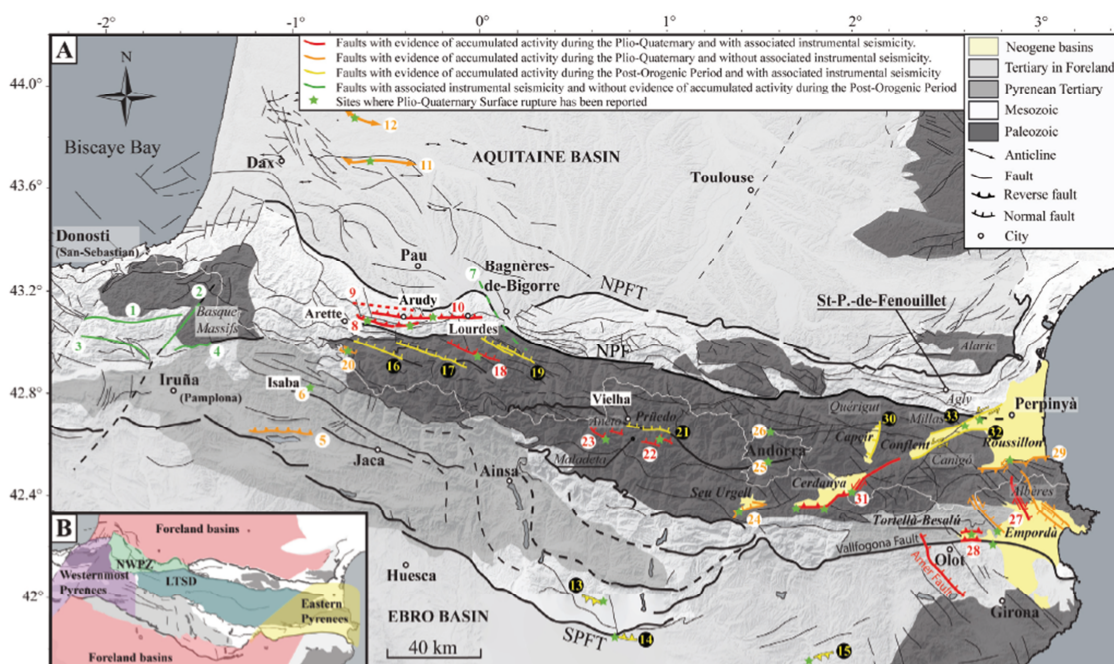 -2°
-1°
0°
1°
2°
3°
A
N
Faults with evidence of accumulated activity during the Plio-Quaternary and with associated instrumental seismicity.
Faults with evidence of accumulated activity during the Plio-Quaternary and without associated instrumental seismicity.
Faults with evidence of accumulated activity during the Post-Orogenic Period and with associated instrumental seismicity
Faults with associated instrumental seismicity and without evidence of accumulated activity during the Post-Orogenic Period
Sites where Plio-Quaternary Surface rupture has been reported
Neogene basins
Tertiary in Foreland
Pyrenean Tertiary
Mesozoic
Paleozoic
Anticline
Fault
Reverse fault
Normal fault
City
44.0°
43.6°
43.2°
42.8°
42.4°
42°
Biscaye Bay
12
Dax
11
AQUITAINE BASIN
Toulouse
Donosti
(San-Sebastian)
Pau
7
Bagnères-
de-Bigorre
NPFT
1
2
Basque
Massifs
3
4
9
Arudy
10
Arette
8
Lourdes
St-P.-de-Fenouillet
Alaric
NPF
20
16
17
18
19
Iruña
(Pamplona)
Isaba
6
5
Jaca
Vielha
Aneto
Prüedo
21
23
22
Maladeta
Ainsa
26
Andorra
25
Quérigut
30
Capcir
Agly
Millas
33
Perpinyà
32
Conflent
Roussillon
Canigó
29
Cerdanya
31
Seu Urgell
24
Albères
27
Tortellà-Besalú
Empordà
28
Vallfogona Fault
Olot
Amer Fault
Girona
Huesca
EBRO BASIN
13
14
SPFT
15
40 km
B
Foreland basins
NWPZ
Westernmost
Pyrences
LTSD
Eastern
Pyrences
Foreland basins